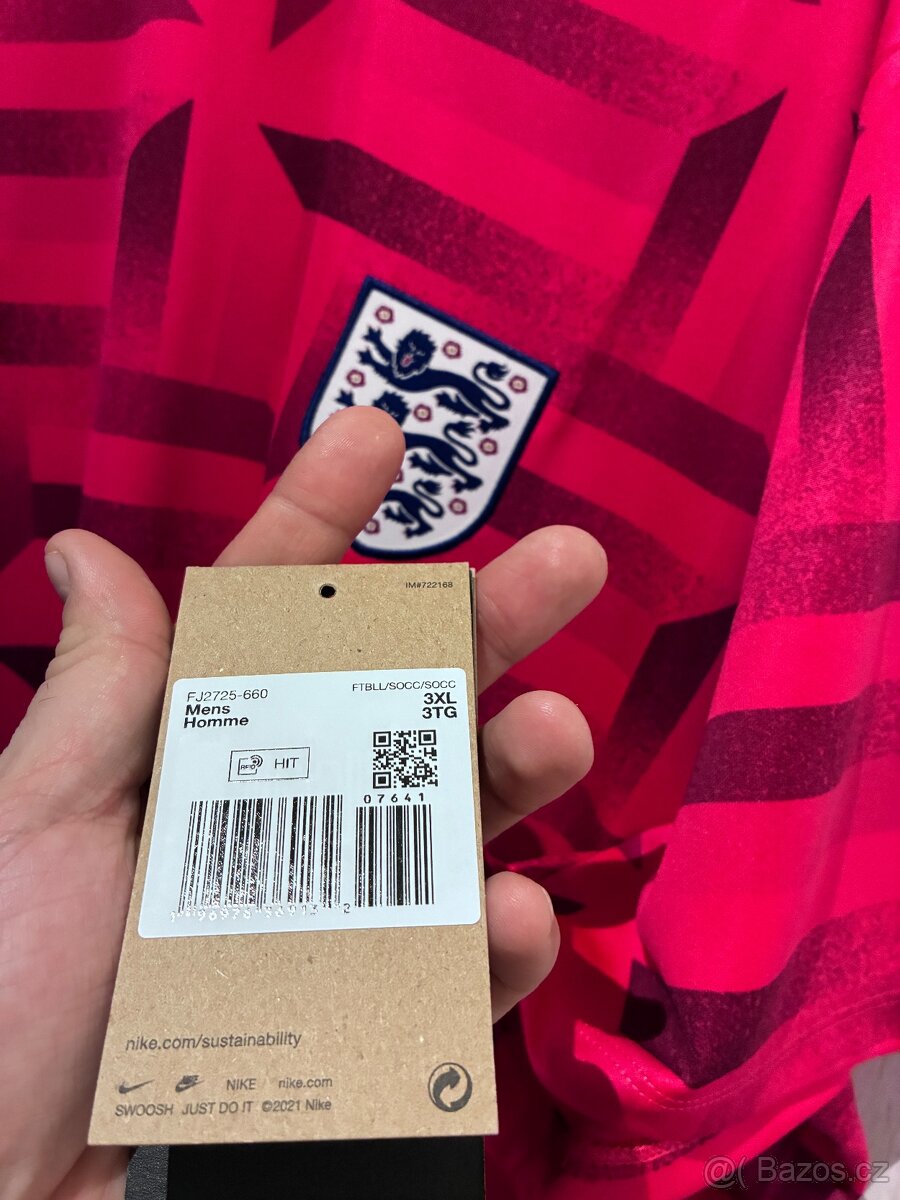 IM#722168
FJ2725-660
FTBLL/SOCC/SOCC
Mens
3XL
Homme
3TG
RFID HIT
07641
nike.com/sustainability
NIKE nike.com
SWOOSH JUST DO IT ©2021 Nike
@( Bazos.cz